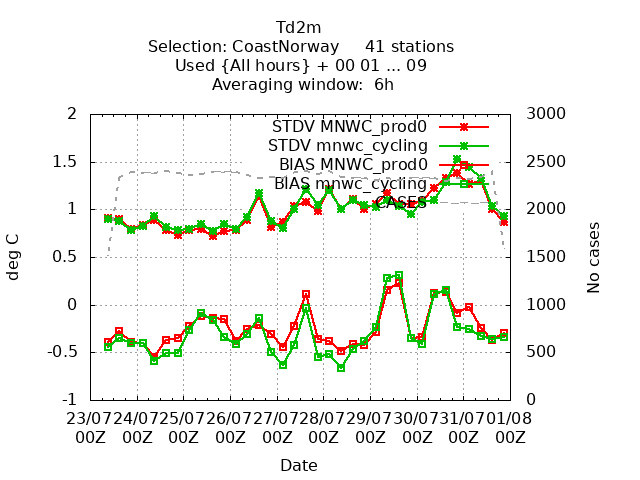 Td2m
Selection: CoastNorway 41 stations
Used {All hours} + 00 01 ... 09
Averaging window: 6h
2
1.5
1
0.5
0
-0.5
-1
deg C
3000
2500
2000
1500
1000
500
0
No cases
STDV MNWC_prod0
STDV mnwc_cycling
BIAS MNWC_prod0
BIAS mnwc_cycling
CASES
23/07 24/07 25/07 26/07 27/07 28/07 29/07 30/07 31/07 01/08
00Z 00Z 00Z 00Z 00Z 00Z 00Z 00Z 00Z 00Z
Date